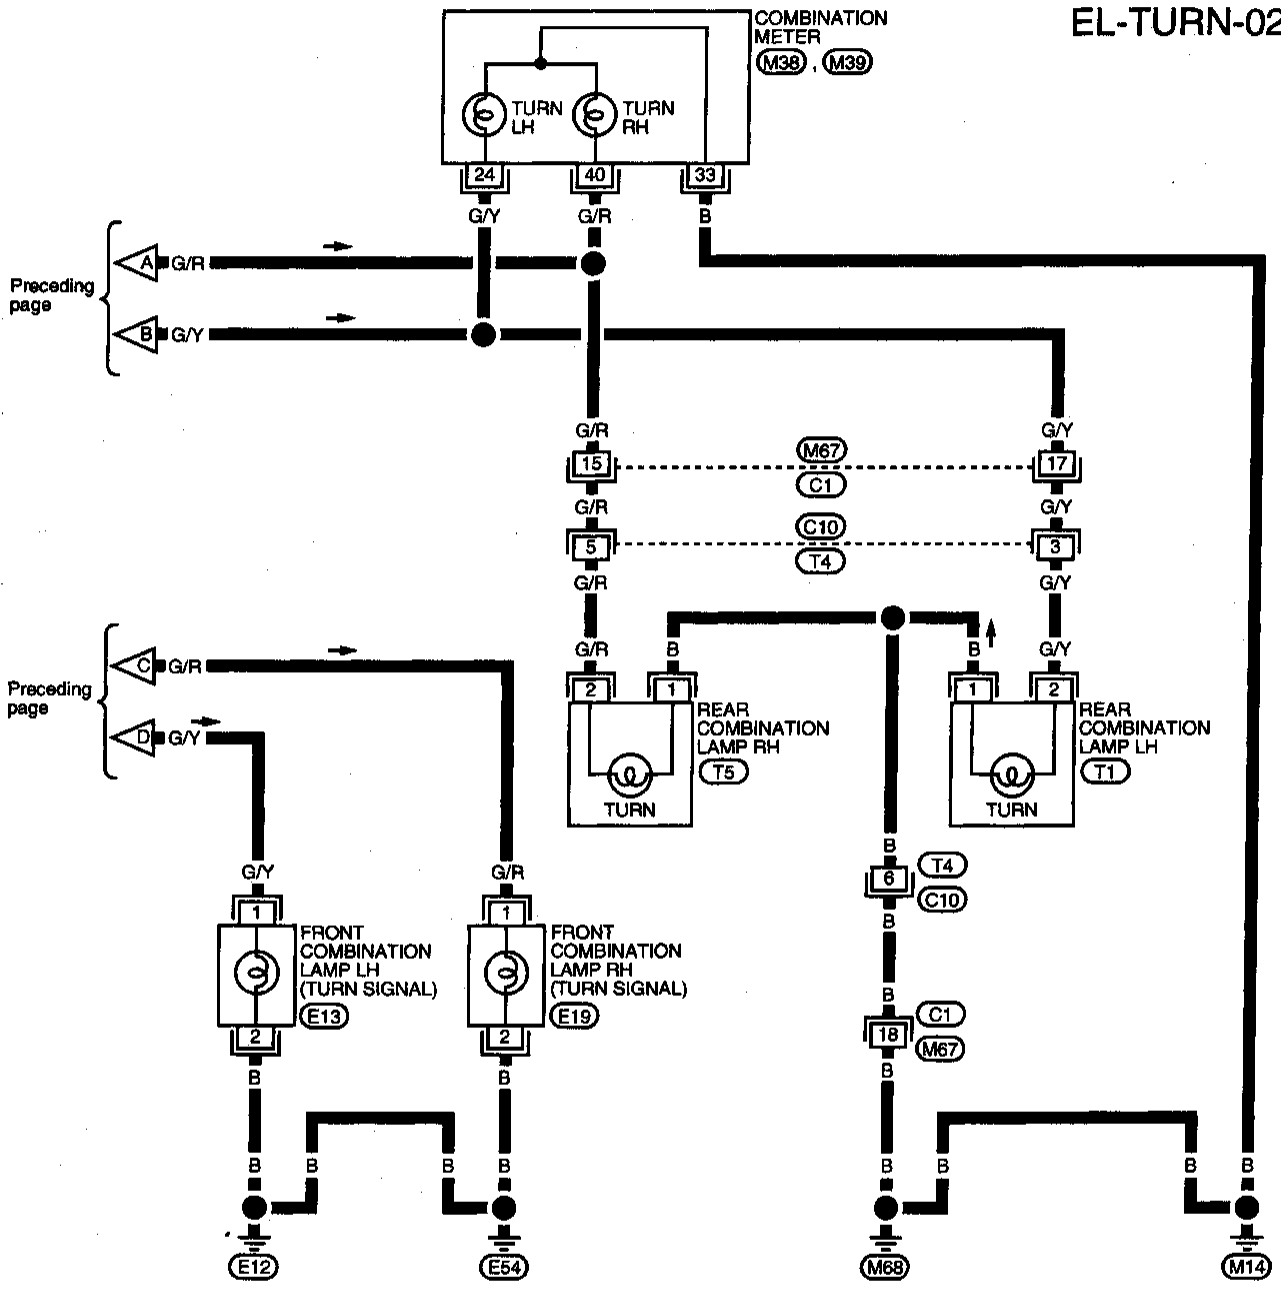 EL-TURN-02
COMBINATION
METER
M38 , M39
TURN
LH
TURN
RH
24
40
33
G/Y
G/R
B
Preceding
page
A
G/R
B
G/Y
G/R
G/Y
15
M67
17
C1
G/R
G/Y
C10
5
3
T4
G/R
G/Y
Preceding
page
C
G/R
D
G/Y
G/R
B
B
G/Y
2
1
1
2
REAR
COMBINATION
LAMP RH
T5
TURN
REAR
COMBINATION
LAMP LH
T1
TURN
G/Y
G/R
B
1
1
6
T4
C10
B
FRONT
COMBINATION
LAMP LH
(TURN SIGNAL)
E13
FRONT
COMBINATION
LAMP RH
(TURN SIGNAL)
E19
B
2
2
18
C1
M67
B
B
B
B
B
B
B
B
B
B
B
E12
E54
M68
M14